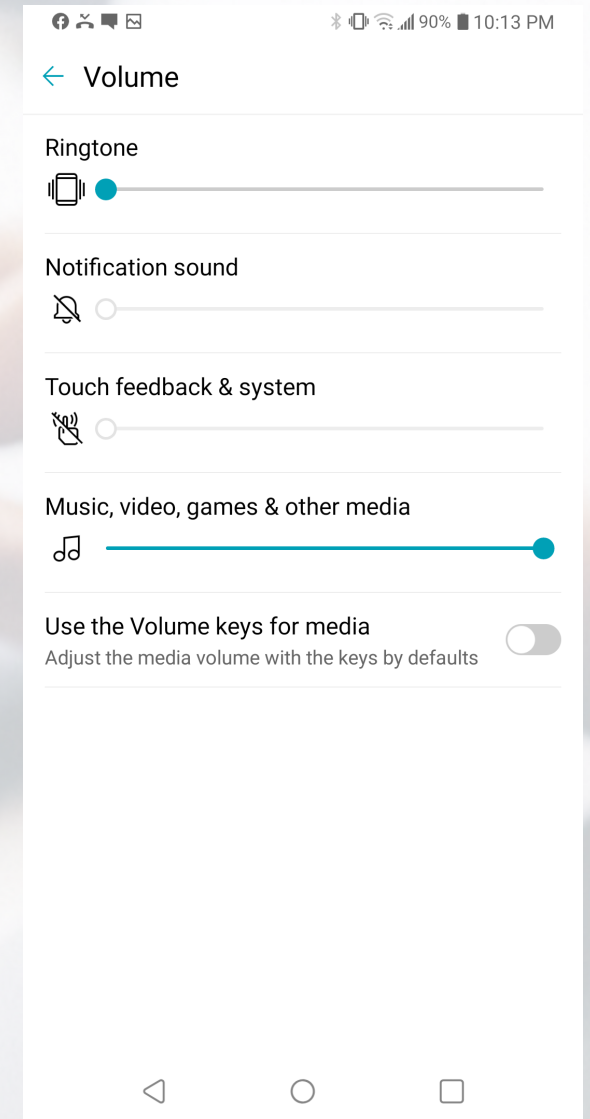 90% 10:13 PM
Volume
Ringtone
Notification sound
Touch feedback & system
Music, video, games & other media
Use the Volume keys for media
Adjust the media volume with the keys by defaults